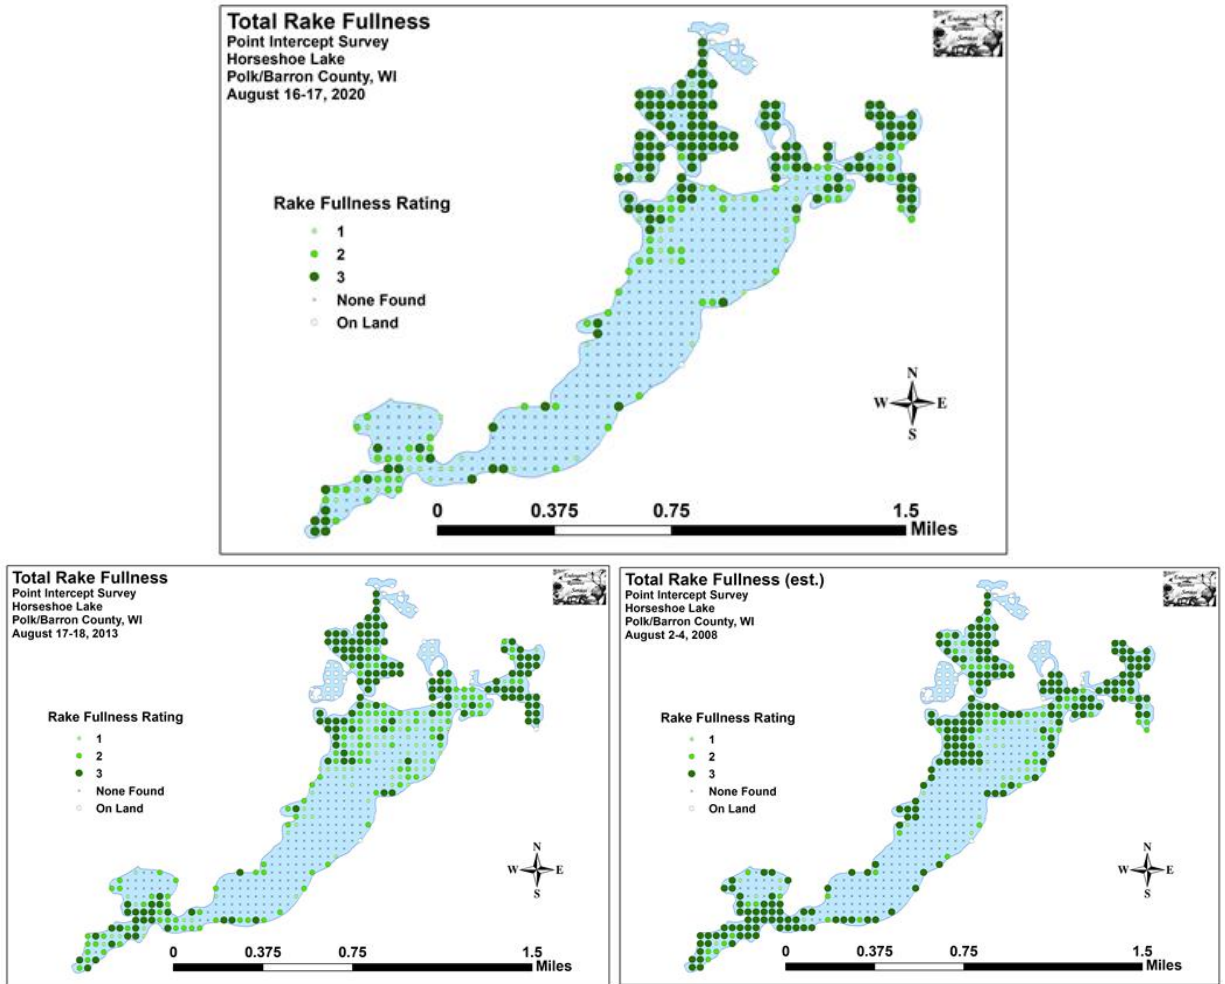 Total Rake Fullness
Point Intercept Survey
Horseshoe Lake
Polk/Barron County, WI
August 16-17, 2020
Endangered
Resource
Services
Rake Fullness Rating
1
2
3
None Found
On Land
N
W E
S
0 0.375 0.75 1.5
Miles
Total Rake Fullness
Point Intercept Survey
Horseshoe Lake
Polk/Barron County, WI
August 17-18, 2013
Rake Fullness Rating
1
2
3
None Found
On Land
N
W E
S
0 0.375 0.75 1.5
Miles
Total Rake Fullness (est.)
Point Intercept Survey
Horseshoe Lake
Polk/Barron County, WI
August 2-4, 2008
Rake Fullness Rating
1
2
3
None Found
On Land
N
W E
S
0 0.375 0.75 1.5
Miles